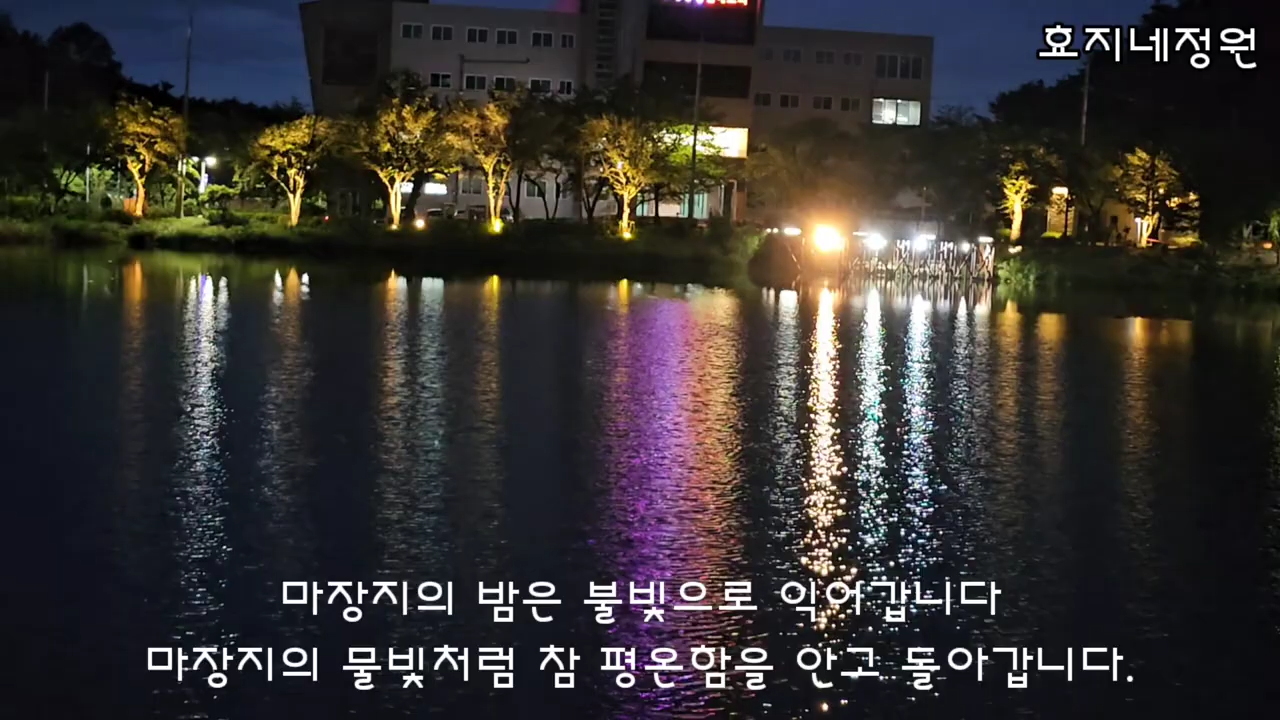 효지네정원
마장지의 밤은 불빛으로 익어갑니다
마장지의 물빛처럼 참 평온함을 안고 돌아갑니다.